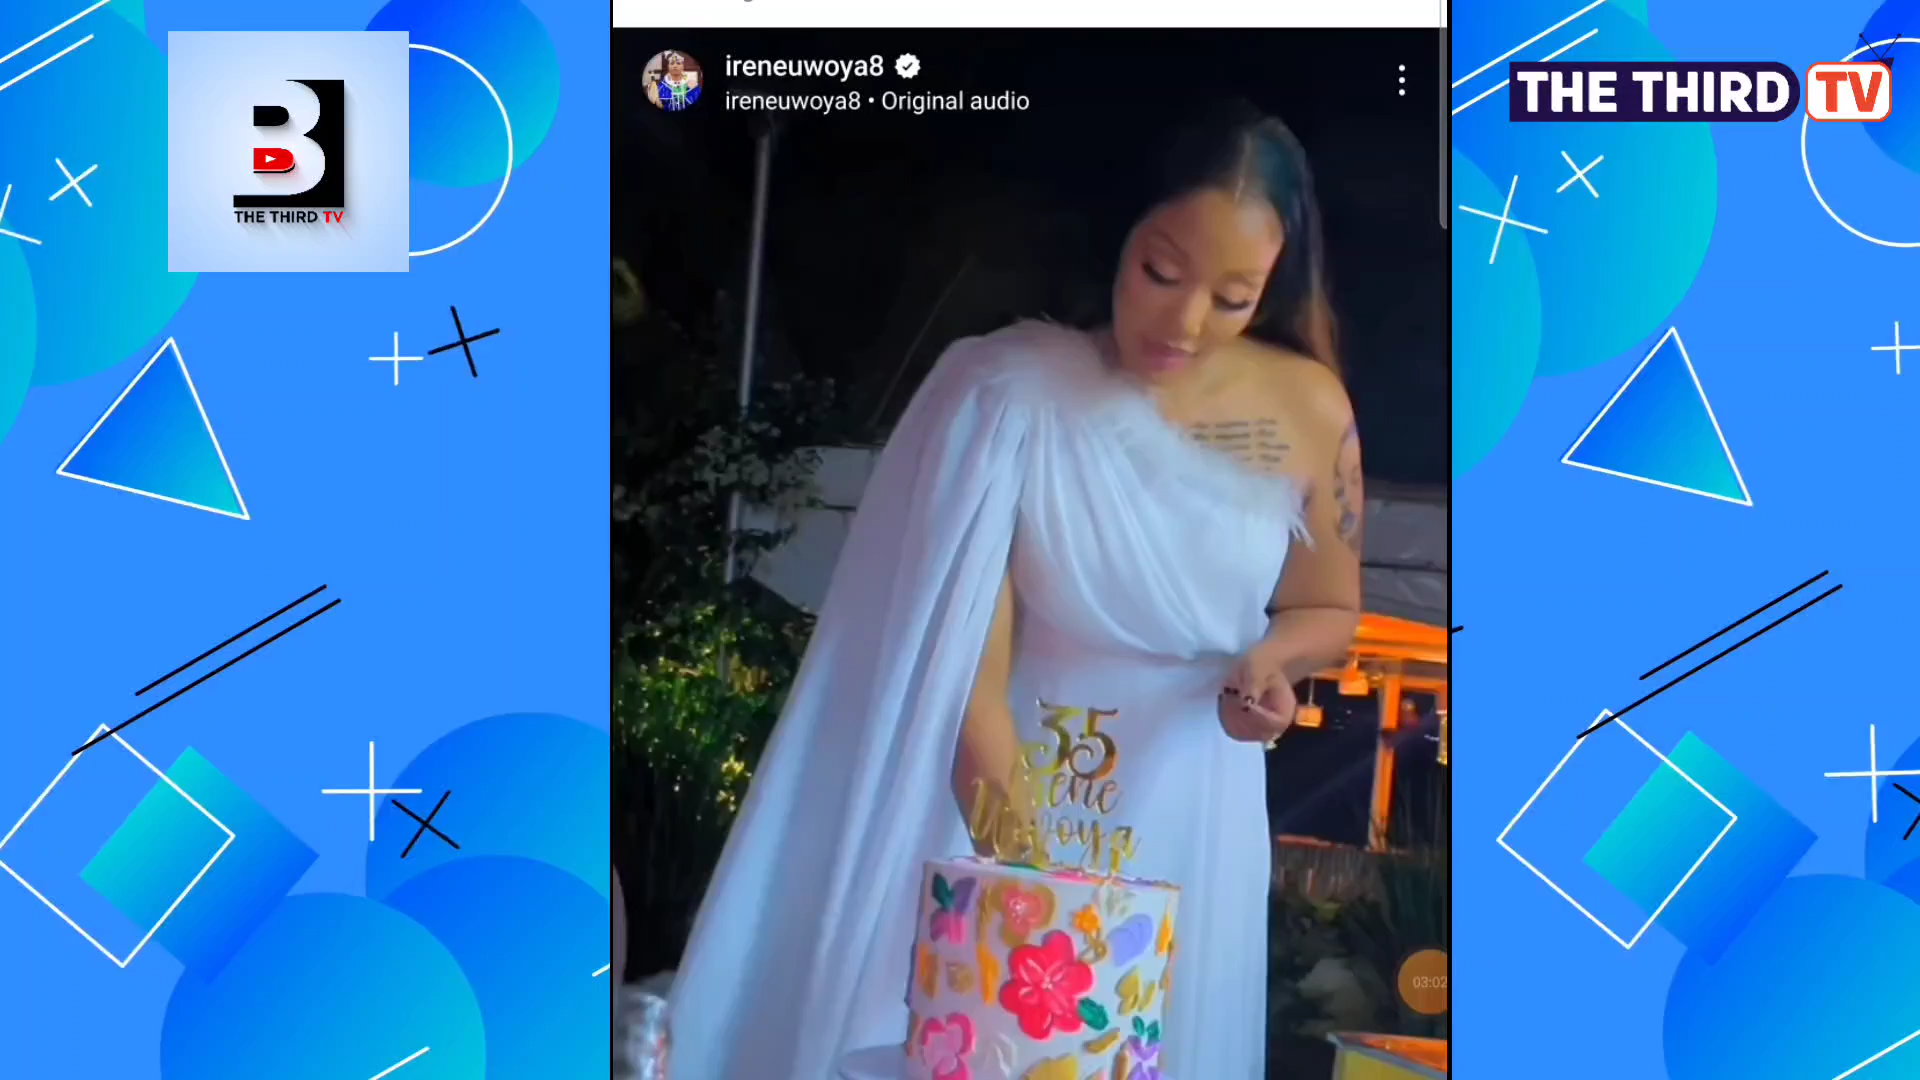 THE THIRD TV
ireneuwoya8
ireneuwoya8 • Original audio
THE THIRD TV
35
Irene
Uwoya
03:02